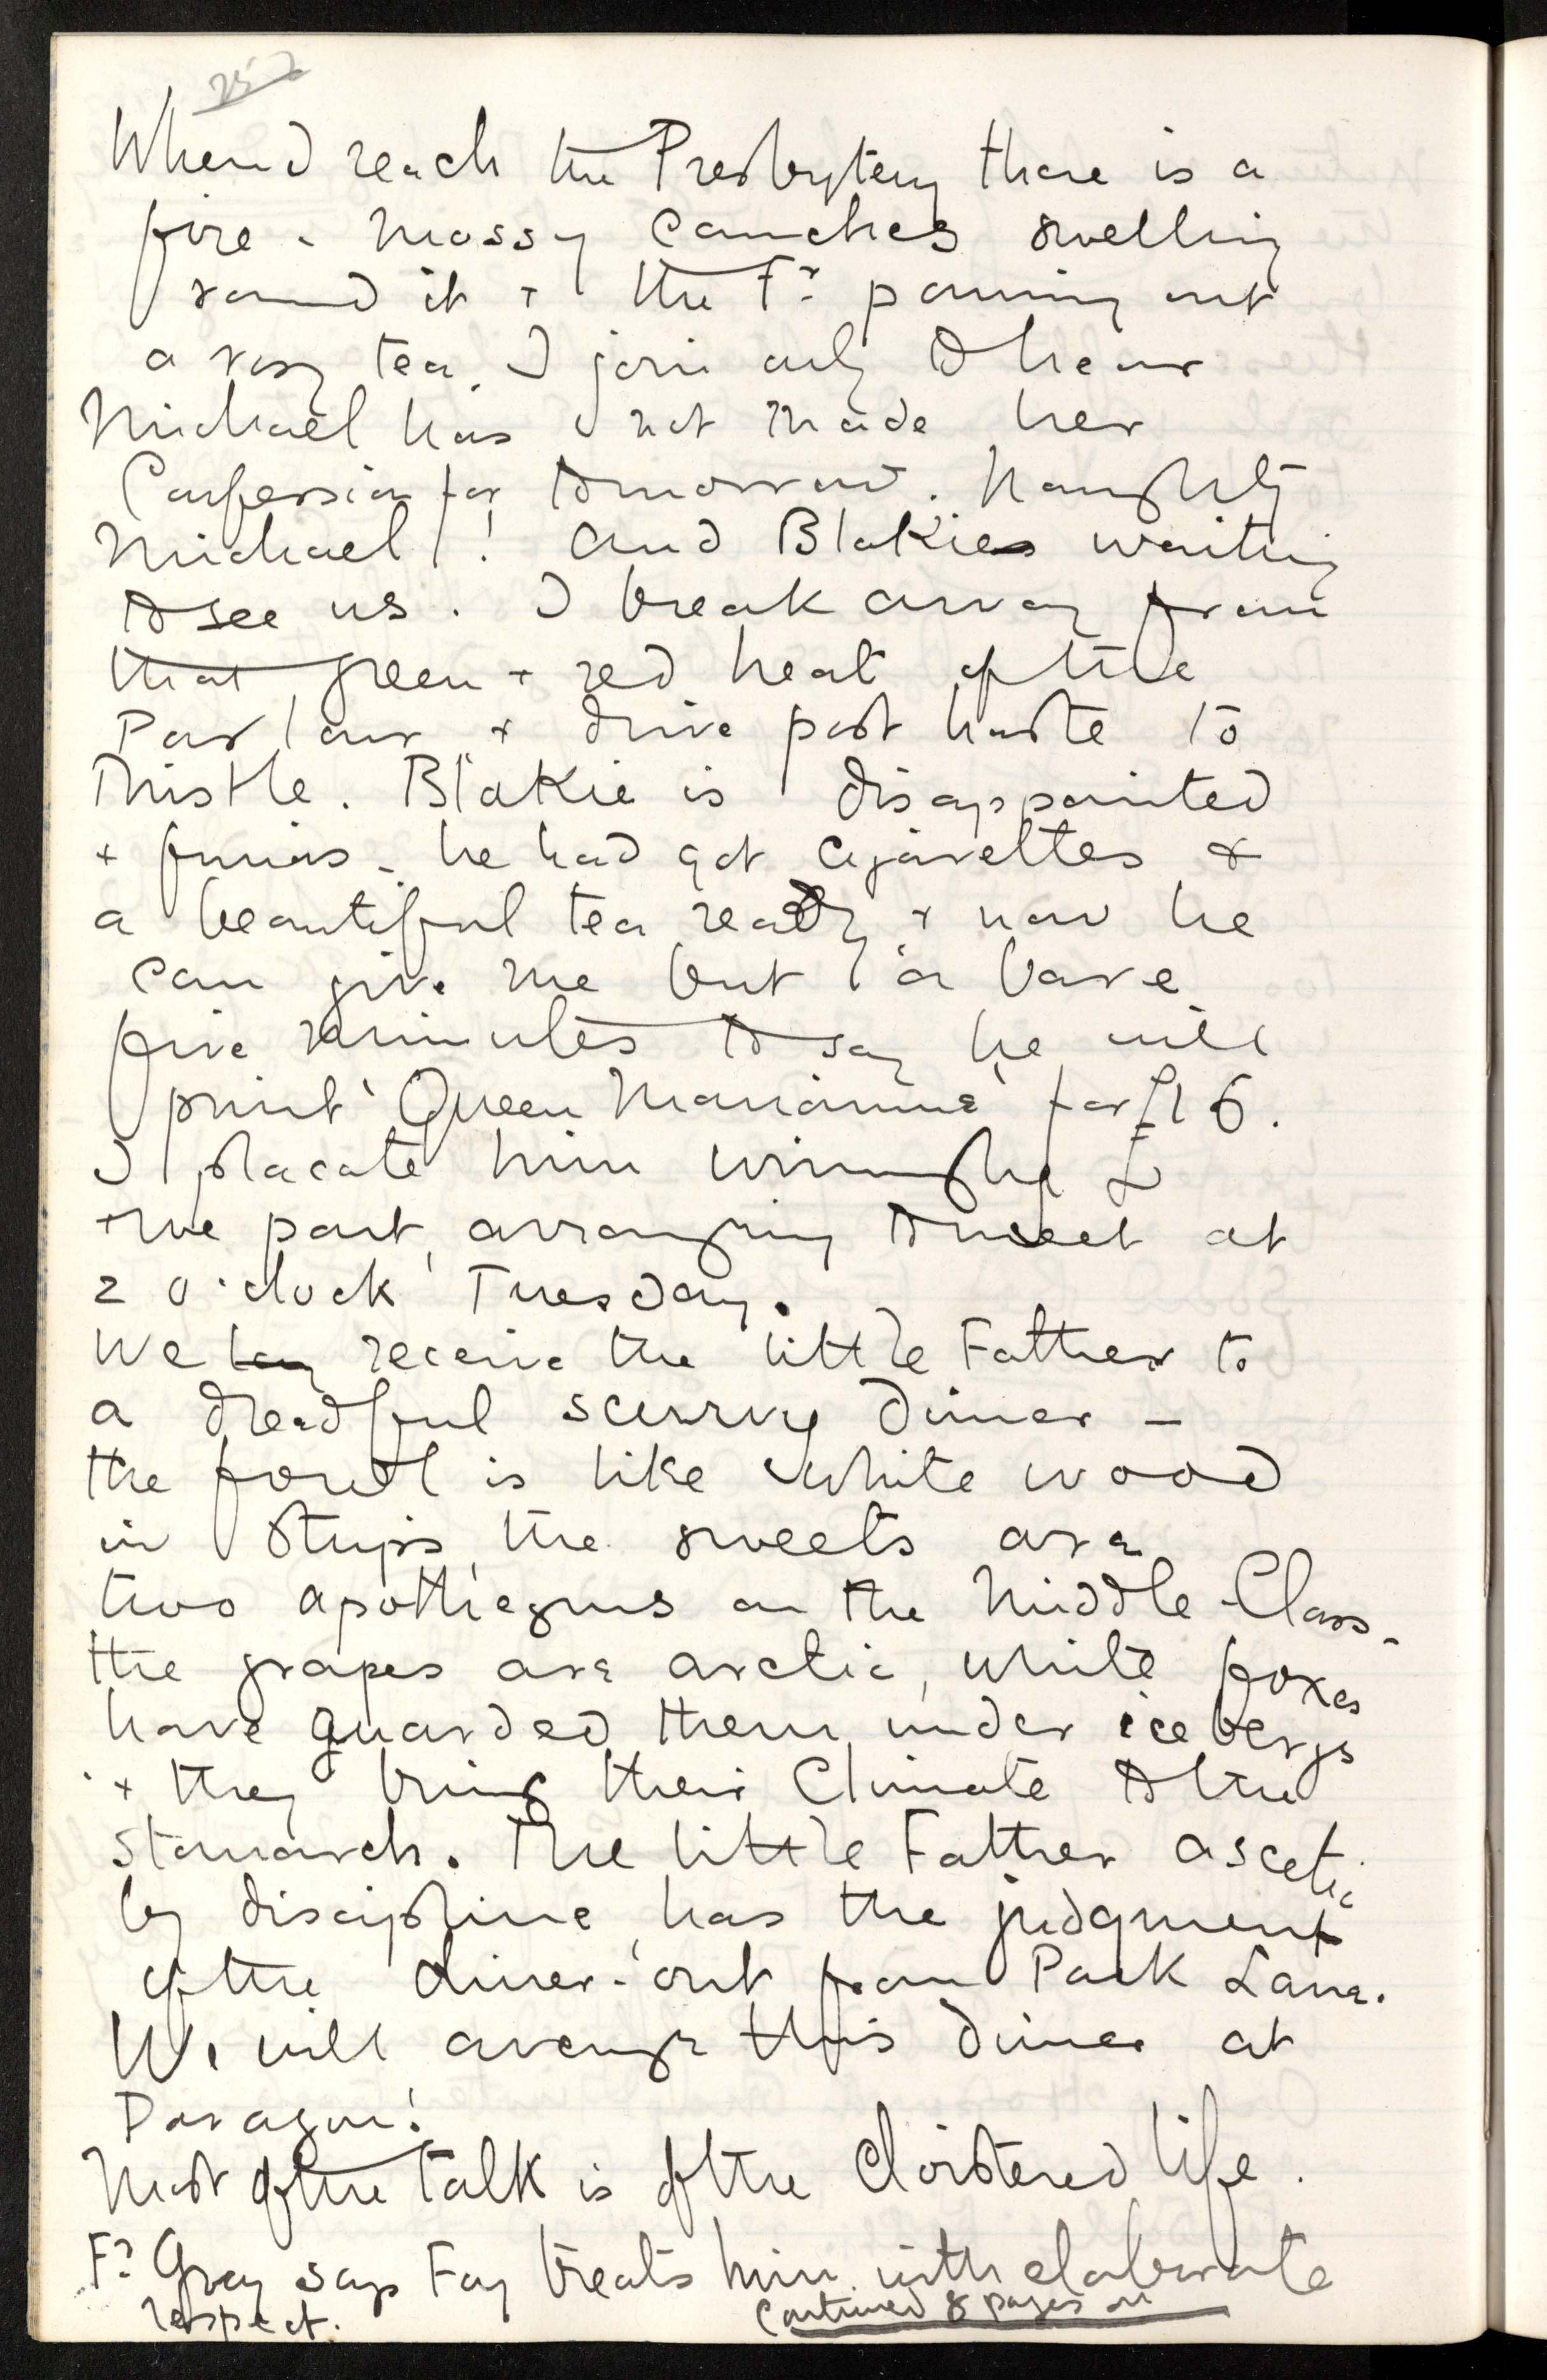 When I reach the Presbytery there is a
fire - mossy couches swelling
round it + the Fr pouring out
a rosy tea. I join only to hear
Michael has not made her
Confession for tomorrow. Naughty
Michael! And Blakie waiting
to see us. I break away from
that green + red heat of the
Parlour + drive post haste to
Thistle. Blakie is disappointed
+ furious - he had got cigarettes &
a beautiful tea ready + now he
can give me but a bare
five minutes to say he will
print 'Queen Mariamne' for £16.
I placate him winningly
+ we part, arranging to meet at
2 o'clock Tuesday.
We receive the little Father to
a dreadful scurvy dinner -
the fowl is like white wood
in strips, the sweets are
two apothegms on the Middle-Class -
the grapes are arctic, white foxes
have guarded them under icebergs
+ they bring their Climate to the
stomach. The little Father ascetic
by discipline, has the judgment
of the diner-out from Park Lane.
We will avenge this dinner at
Paragon!
Most of the talk is of the Cloistered life.
Fr Gray says Fay treats him with elaborate
respect.
Continued 8 pages on